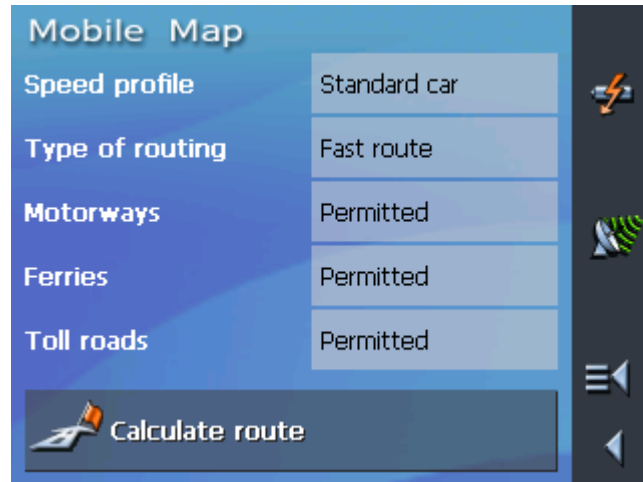 Mobile Map
Speed profile Standard car
Type of routing Fast route
Motorways Permitted
Ferries Permitted
Toll roads Permitted
Calculate route